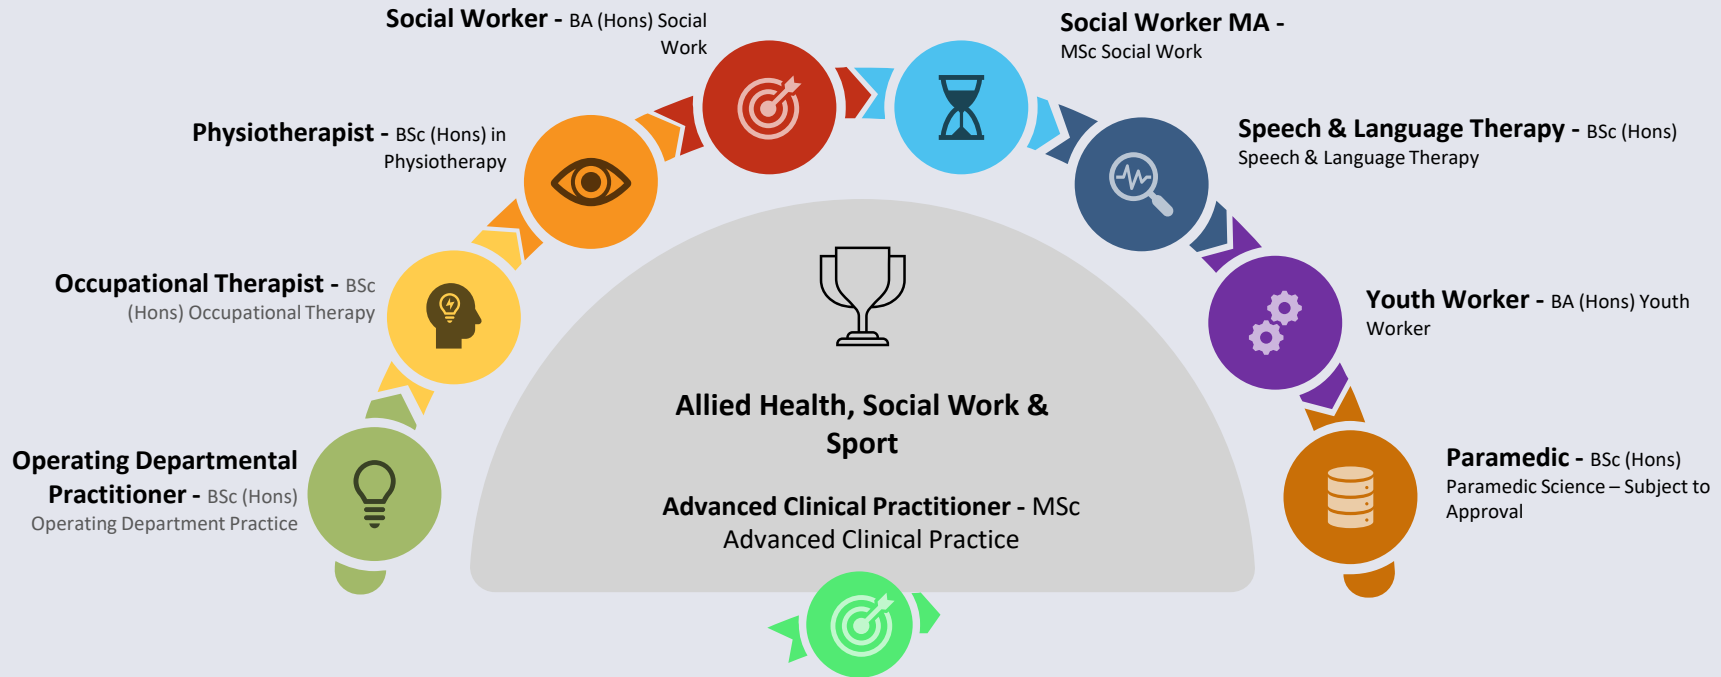 Social Worker - BA (Hons) Social
Work
Social Worker MA -
MSc Social Work
Physiotherapist - BSc (Hons) in
Physiotherapy
Speech & Language Therapy - BSc (Hons)
Speech & Language Therapy
Occupational Therapist - BSc
(Hons) Occupational Therapy
Youth Worker - BA (Hons) Youth
Worker
Operating Departmental
Practitioner - BSc (Hons)
Operating Department Practice
Paramedic - BSc (Hons)
Paramedic Science – Subject to
Approval
Allied Health, Social Work &
Sport
Advanced Clinical Practitioner - MSc
Advanced Clinical Practice